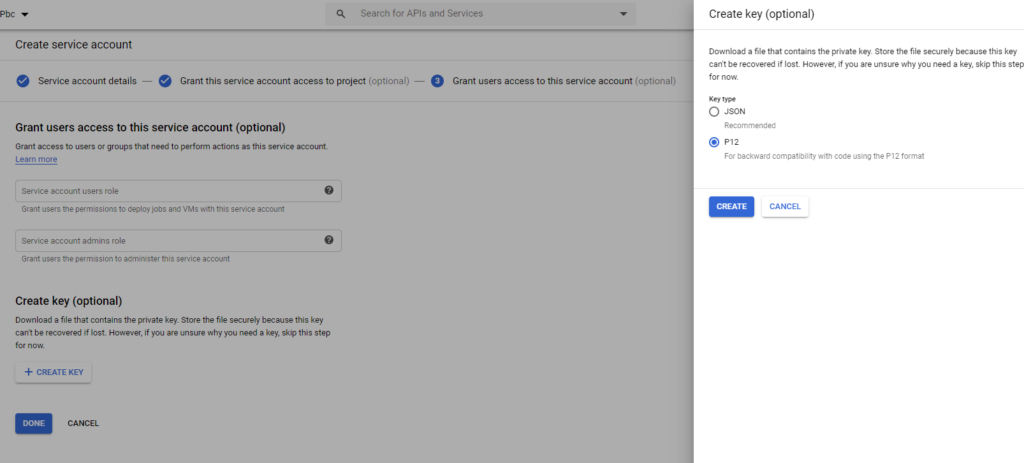 Pbc
Search for APIs and Services
Create service account
Service account details
Grant this service account access to project (optional)
3
Grant users access to this service account (optional)
Grant users access to this service account (optional)
Grant access to users or groups that need to perform actions as this service account.
Learn more
Service account users role
Grant users the permissions to deploy jobs and VMs with this service account
Service account admins role
Grant users the permission to administer this service account
Create key (optional)
Download a file that contains the private key. Store the file securely because this key
can't be recovered if lost. However, if you are unsure why you need a key, skip this step
for now.
+ CREATE KEY
DONE
CANCEL
Create key (optional)
Download a file that contains the private key. Store the file securely because this key
can't be recovered if lost. However, if you are unsure why you need a key, skip this step
for now.
Key type
JSON
Recommended
P12
For backward compatibility with code using the P12 format
CREATE
CANCEL